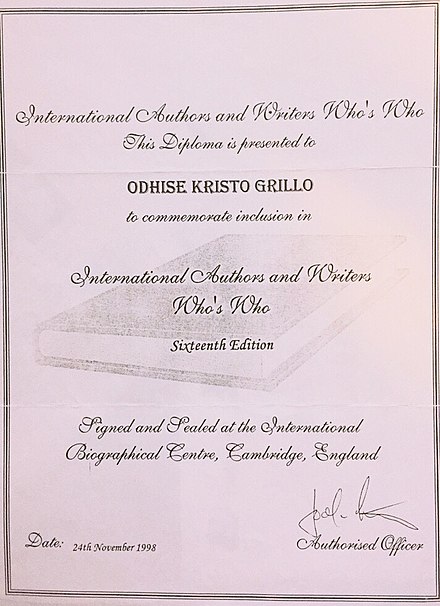 International Authors and Writers Who's Who
This Diploma is presented to
ODHISE KRISTO GRILLO
to commemorate inclusion in
International Authors and Writers
Who's Who
Sixteenth Edition
Signed and Sealed at the International
Biographical Centre, Cambridge, England
Date: 24th November 1998
Authorised Officer